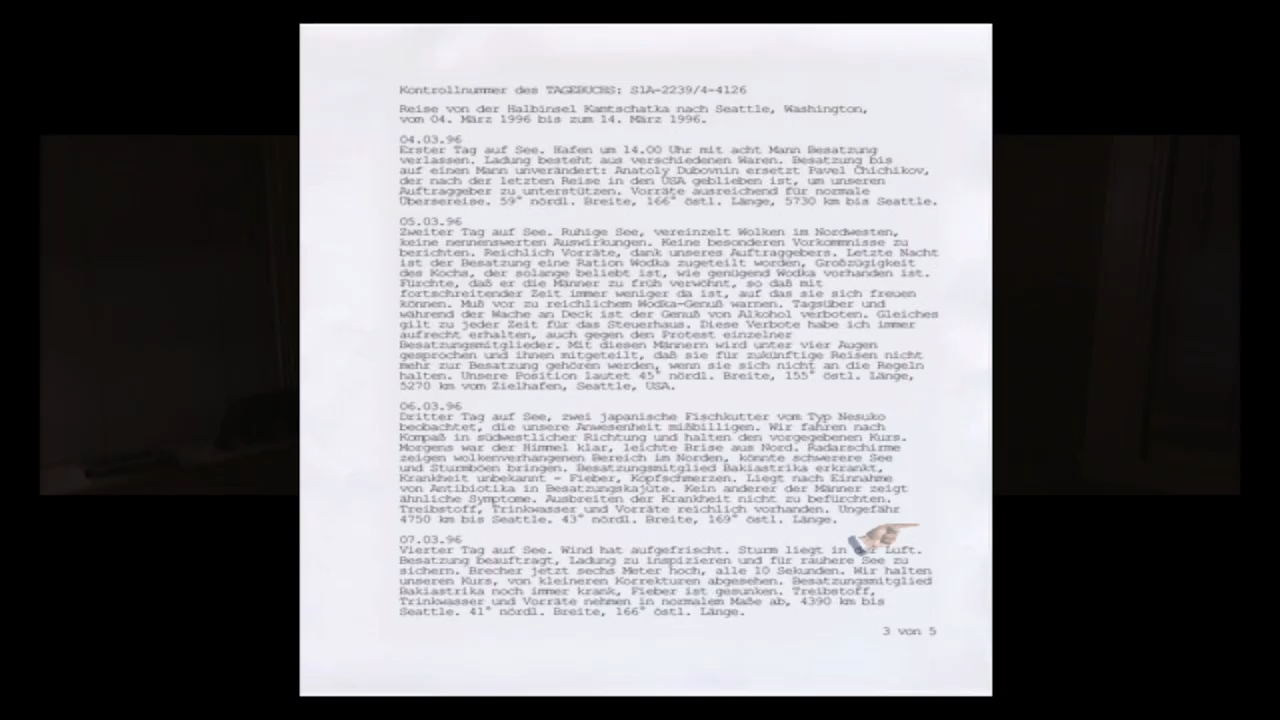 Kontrollnummer des TAGEBUCHS: S1A-2239/4-4126
Reise von der Halbinsel Kamtschatka nach Seattle, Washington,
vom 04. März 1996 bis zum 14. März 1996.
04.03.96
Erster Tag auf See. Hafen um 14.00 Uhr mit acht Mann Besatzung
verlassen. Ladung besteht aus verschiedenen Waren. Besatzung bis
auf einen Mann unverändert: Anatoly Dubovnin ersetzt Pavel Chichikov,
der nach der letzten Reise in den USA geblieben ist, um unseren
Auftraggeber zu unterstützen. Vorräte ausreichend für normale
Überseereise. 59° nördl. Breite, 166° östl. Länge, 5730 km bis Seattle.
05.03.96
Zweiter Tag auf See. Ruhige See, vereinzelt Wolken im Nordwesten,
keine nennenswerten Auswirkungen. Keine besonderen Vorkommnisse zu
berichten. Reichlich Vorräte, dank unseres Auftraggebers. Letzte Nacht
ist der Besatzung eine Ration Wodka zugeteilt worden, Großzügigkeit
des Kochs, der solange beliebt ist, wie genügend Wodka vorhanden ist.
Fürchte, daß er die Männer zu früh verwöhnt, so daß mit
fortschreitender Zeit immer weniger da ist, auf das sie sich freuen
können. Muß vor zu reichlichem Wodka-Genuß warnen. Tagsüber und
während der Wache an Deck ist der Genuß von Alkohol verboten. Gleiches
gilt zu jeder Zeit für das Steuerhaus. Diese Verbote habe ich immer
aufrecht erhalten, auch gegen den Protest einzelner
Besatzungsmitglieder. Mit diesen Männern wird unter vier Augen
gesprochen und ihnen mitgeteilt, daß sie für zukünftige Reisen nicht
mehr zur Besatzung gehören werden, wenn sie sich nicht an die Regeln
halten. Unsere Position lautet 45° nördl. Breite, 155° östl. Länge,
5270 km vom Zielhafen, Seattle, USA.
06.03.96
Dritter Tag auf See, zwei japanische Fischkutter vom Typ Nesuko
beobachtet, die unsere Anwesenheit mißbilligen. Wir fahren nach
Kompaß in südwestlicher Richtung und halten den vorgegebenen Kurs.
Morgens war der Himmel klar, leichte Brise aus Nord. Radarschirme
zeigen wolkenverhangenen Bereich im Norden, könnte schwerere See
und Sturmböen bringen. Besatzungsmitglied Bakiastrika erkrankt,
Krankheit unbekannt - Fieber, Kopfschmerzen. Liegt nach Einnahme
von Antibiotika in Besatzungskajüte. Kein anderer der Männer zeigt
ähnliche Symptome. Ausbreiten der Krankheit nicht zu befürchten.
Treibstoff, Trinkwasser und Vorräte reichlich vorhanden. Ungefähr
4750 km bis Seattle. 43° nördl. Breite, 169° östl. Länge.
07.03.96
Vierter Tag auf See. Wind hat aufgefrischt. Sturm liegt in der Luft.
Besatzung beauftragt, Ladung zu inspizieren und für rauhere See zu
sichern. Brecher jetzt sechs Meter hoch, alle 10 Sekunden. Wir halten
unseren Kurs, von kleineren Korrekturen abgesehen. Besatzungsmitglied
Bakiastrika noch immer krank, Fieber ist gesunken. Treibstoff,
Trinkwasser und Vorräte nehmen in normalem Maße ab, 4390 km bis
Seattle. 41° nördl. Breite, 166° östl. Länge.
3 von 5